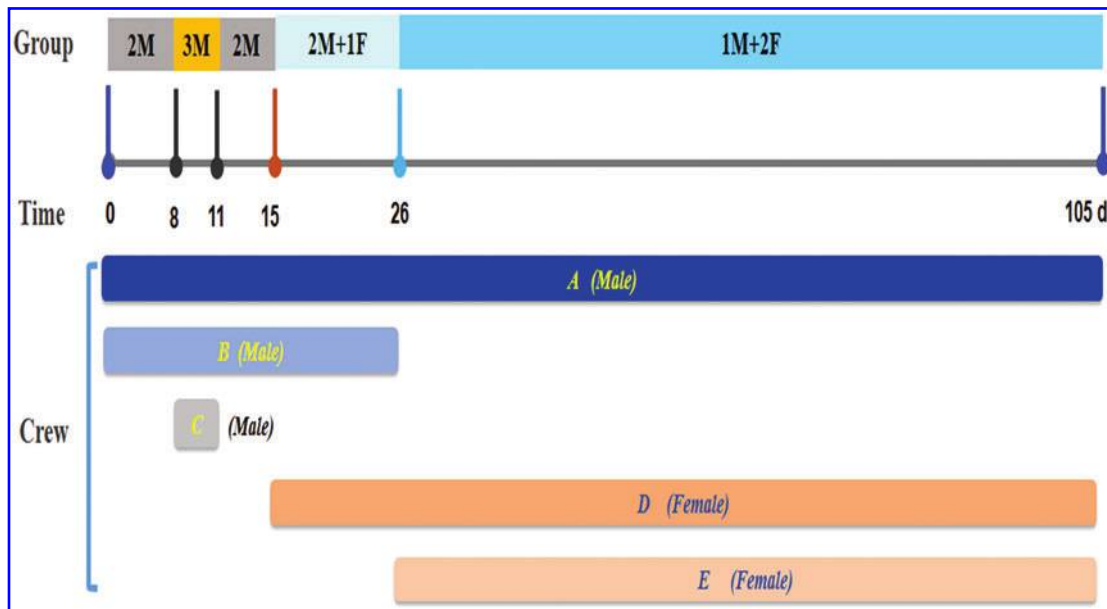 Group 2M 3M 2M 2M+1F 1M+2F
Time 0 8 11 15 26 105 d
A (Male)
B (Male)
C (Male)
Crew
D (Female)
E (Female)